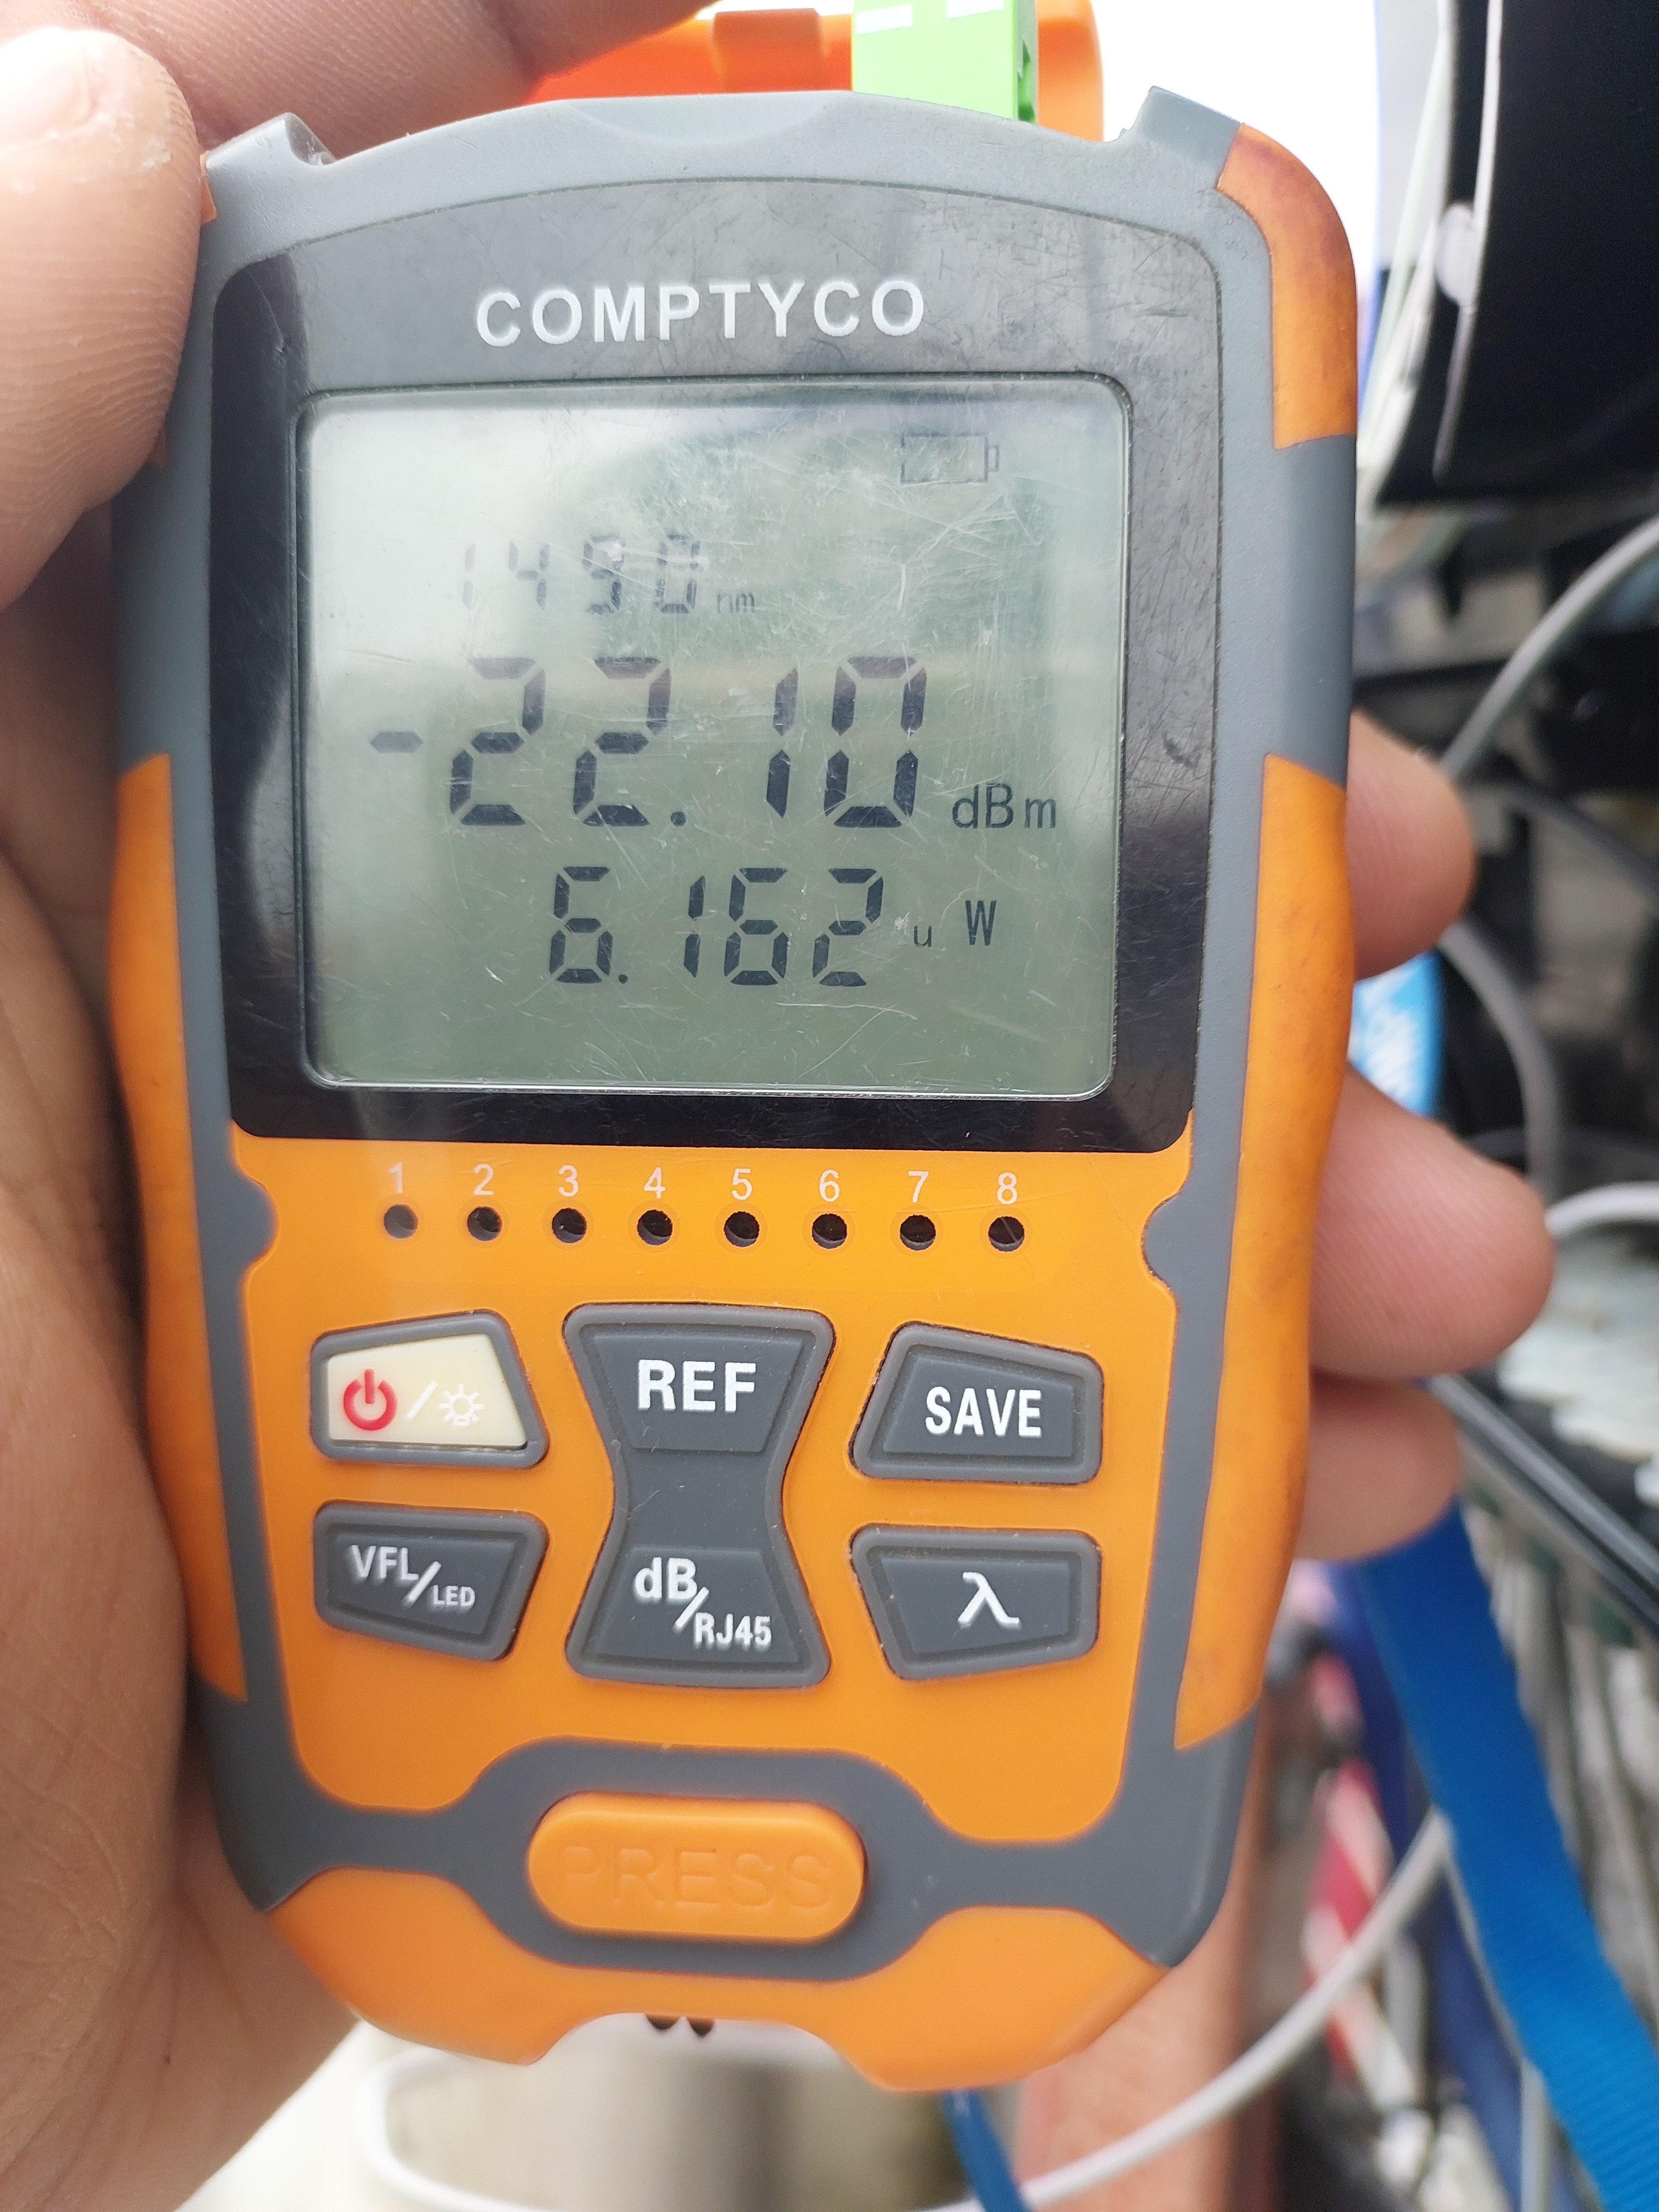 COMPTYCO
1490 nm
-22.10 dBm
6.162 u W
1 2 3 4 5 6 7 8
REF
SAVE
VFL/LED
dB/RJ45
λ
PRESS